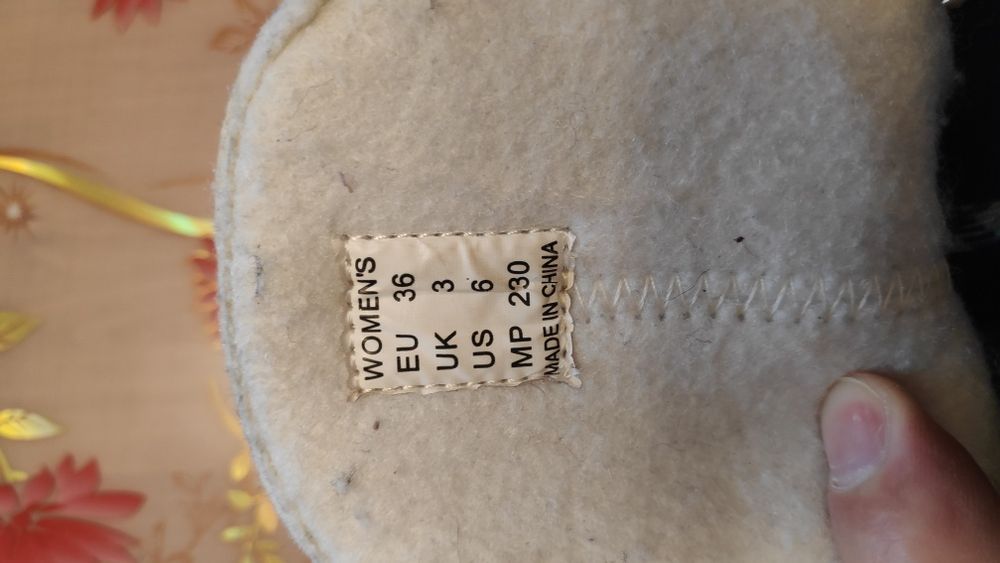 WOMEN'S
EU 36
UK 3
US 6
MP 230
MADE IN CHINA